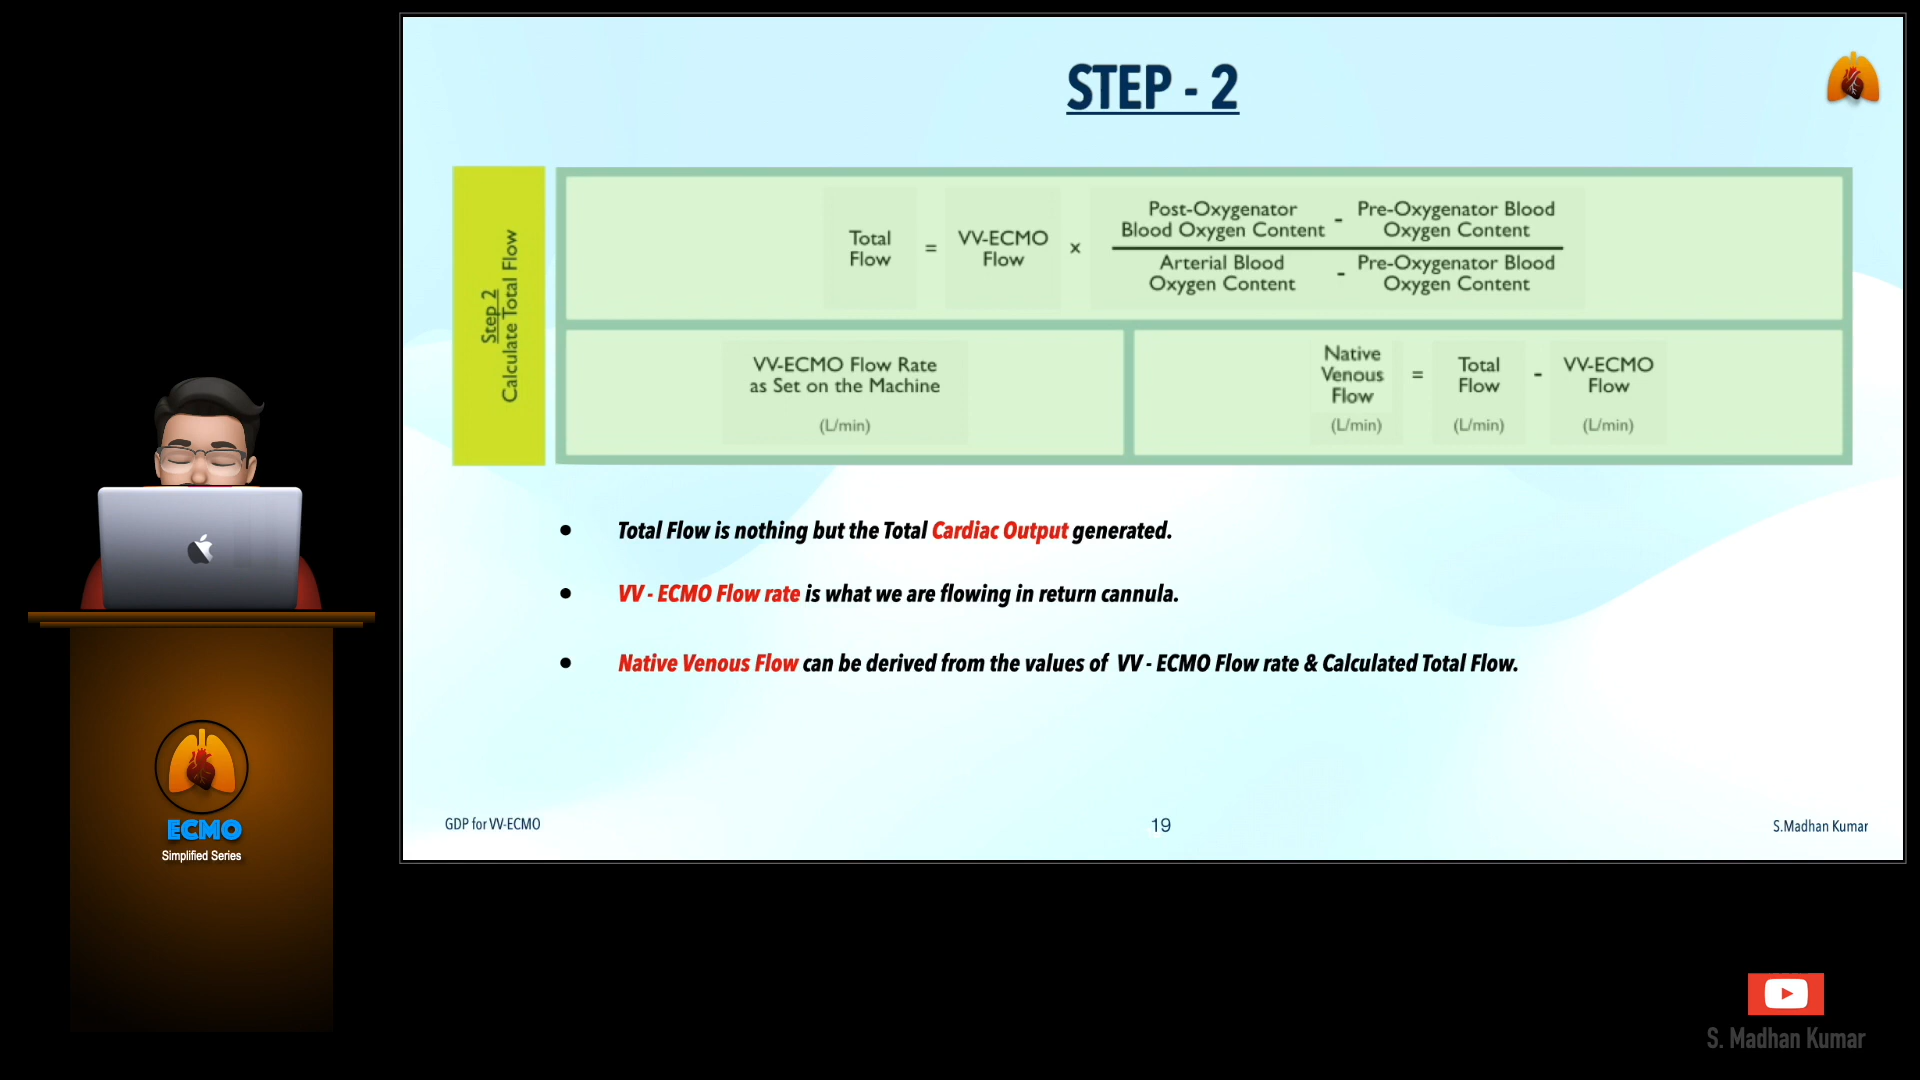 STEP - 2
Step 2
Calculate Total Flow
Total
Flow
=
VV-ECMO
Flow
×
Post-Oxygenator
Blood Oxygen Content
-
Pre-Oxygenator Blood
Oxygen Content
Arterial Blood
Oxygen Content
-
Pre-Oxygenator Blood
Oxygen Content
VV-ECMO Flow Rate
as Set on the Machine
(L/min)
Native
Venous
Flow
(L/min)
=
Total
Flow
(L/min)
-
VV-ECMO
Flow
(L/min)
● Total Flow is nothing but the Total Cardiac Output generated.
● VV - ECMO Flow rate is what we are flowing in return cannula.
● Native Venous Flow can be derived from the values of VV - ECMO Flow rate & Calculated Total Flow.
GDP for VV-ECMO
19
S.Madhan Kumar
ECMO
Simplified Series
S. Madhan Kumar